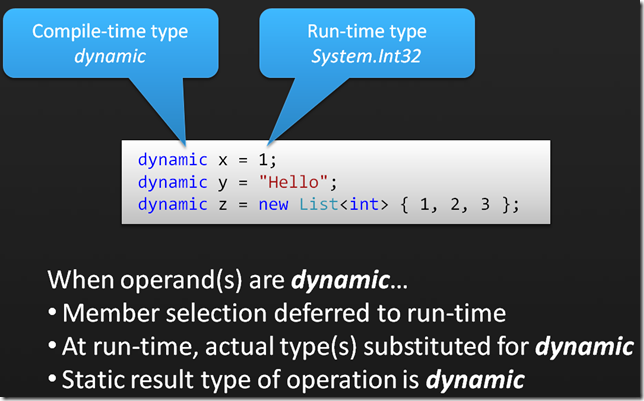 Compile-time type
dynamic
Run-time type
System.Int32
dynamic x = 1;
dynamic y = "Hello";
dynamic z = new List<int> { 1, 2, 3 };
When operand(s) are dynamic…
• Member selection deferred to run-time
• At run-time, actual type(s) substituted for dynamic
• Static result type of operation is dynamic